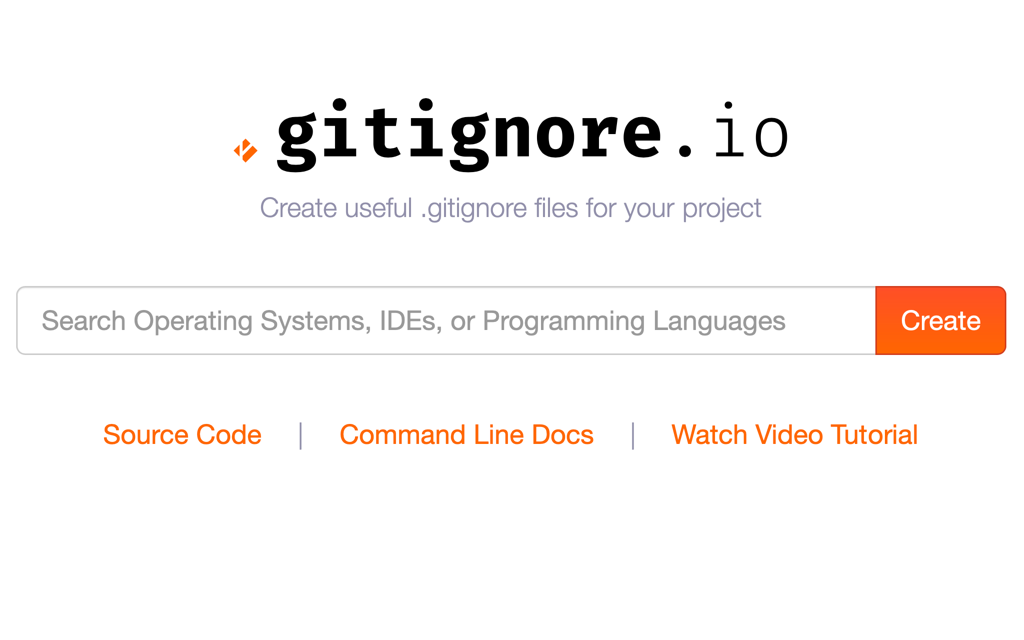 gitignore.io
Create useful .gitignore files for your project
Search Operating Systems, IDEs, or Programming Languages
Create
Source Code | Command Line Docs | Watch Video Tutorial